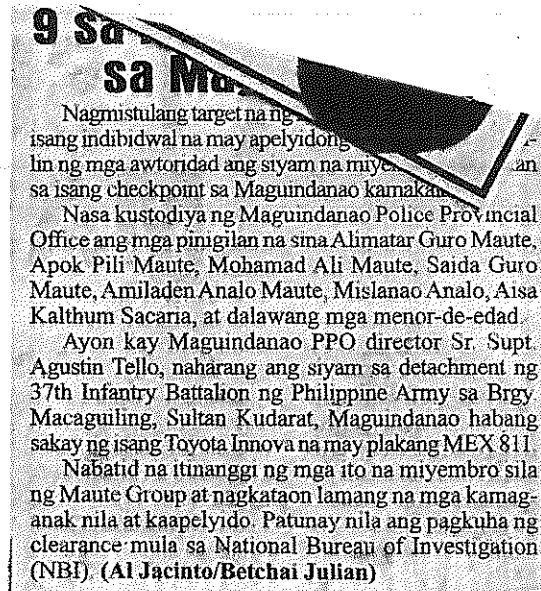 9 sa
sa
Nagmistulang target na ng
isang indibidwal na may apelyidong
lin ng mga awtoridad ang siyam na
sa isang checkpoint sa Maguindanao
Nasa kustodiya ng Maguindanao Police Provincial
Office ang mga pinigilan na sina Alimatar Guro Maute,
Apok Pili Maute, Mohamad Ali Maute, Saida Guro
Maute, Amiladen Analo Maute, Mislanao Analo, Aisa
Kalthum Sacaria, at dalawang mga menor-de-edad.
Ayon kay Maguindanao PPO director Sr. Supt.
Agustin Tello, naharang ang siyam sa detachment ng
37th Infantry Battalion ng Philippine Army sa Brgy.
Macaguiling, Sultan Kudarat, Maguindanao habang
sakay ng isang Toyota Innova na may plakang MEX 811.
Nabatid na itinanggi ng mga ito na miyembro sila
ng Maute Group at nagkataon lamang na mga kamag-
anak nila at kaapelyido. Patunay nila ang pagkuha ng
clearance mula sa National Bureau of Investigation
(NBI). (Al Jacinto/Betchai Julian)